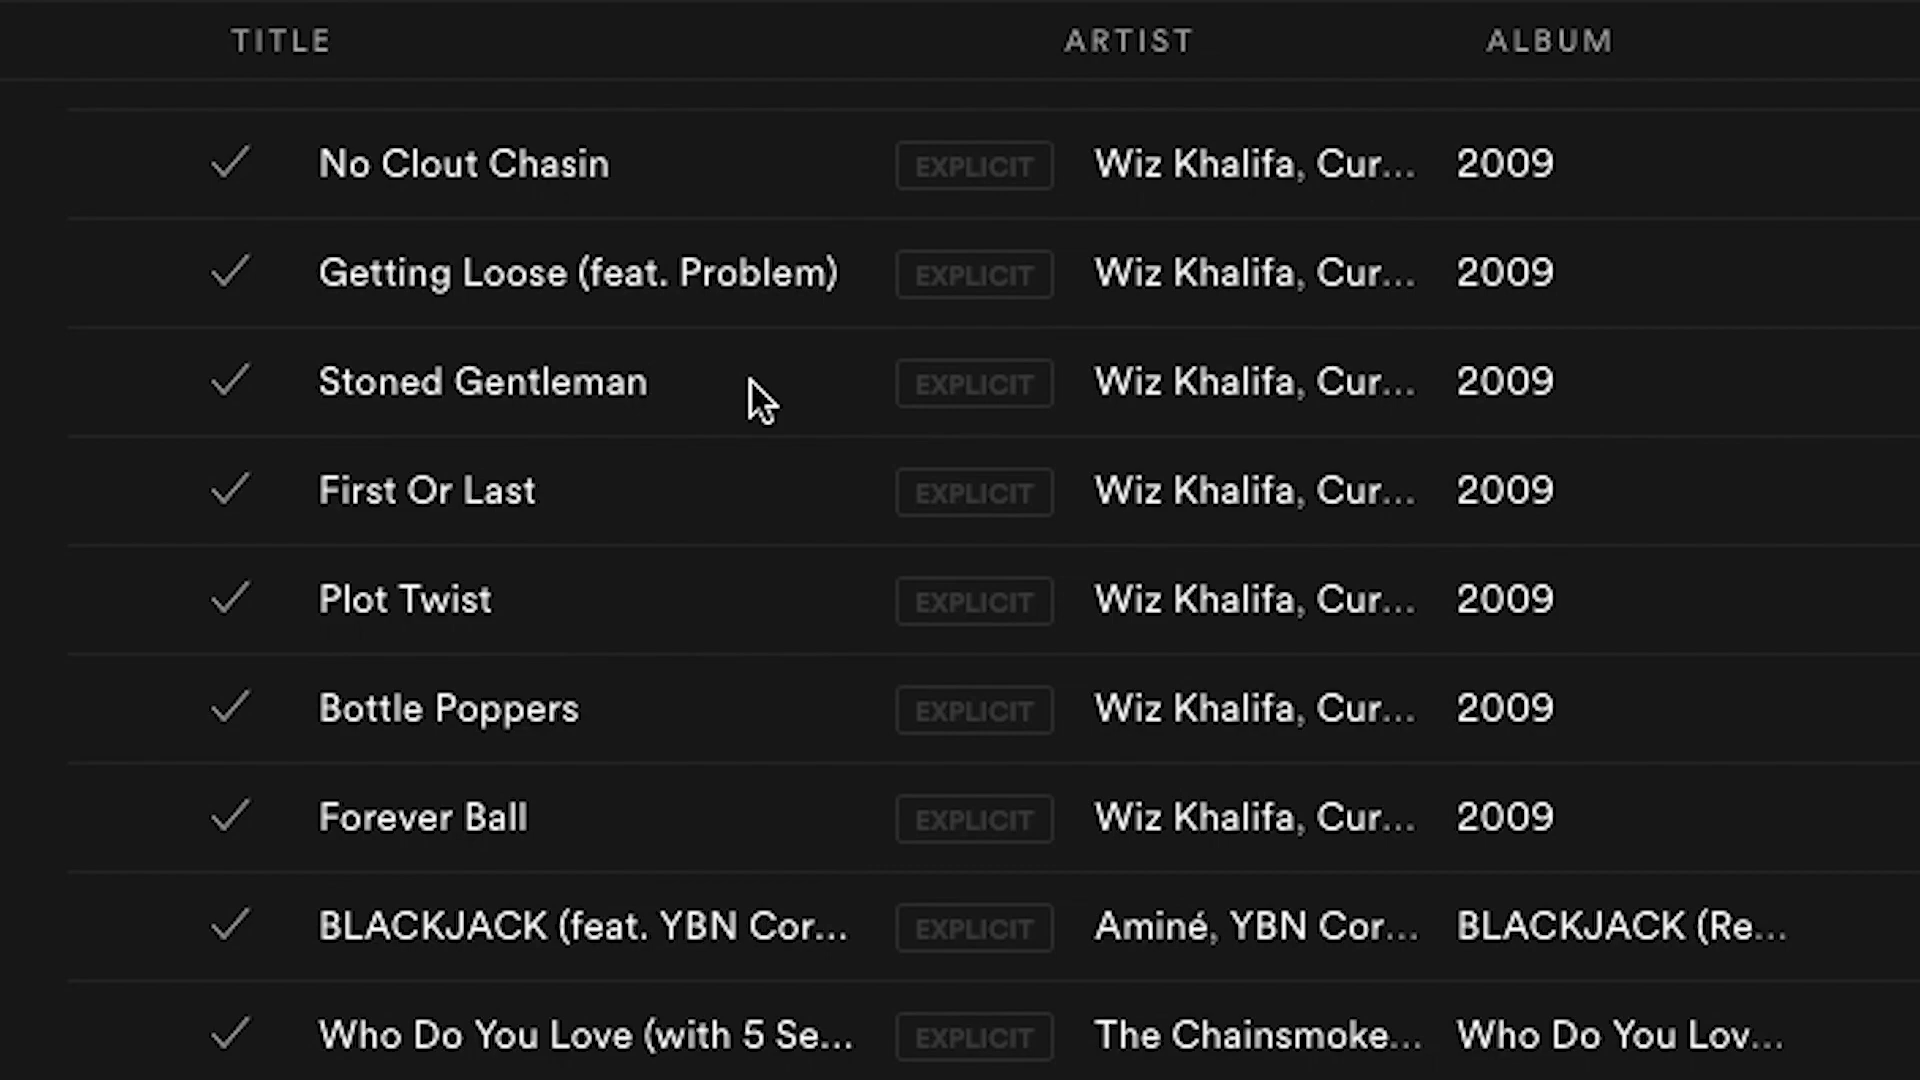 TITLE ARTIST ALBUM
No Clout Chasin EXPLICIT Wiz Khalifa, Cur... 2009
Getting Loose (feat. Problem) EXPLICIT Wiz Khalifa, Cur... 2009
Stoned Gentleman EXPLICIT Wiz Khalifa, Cur... 2009
First Or Last EXPLICIT Wiz Khalifa, Cur... 2009
Plot Twist EXPLICIT Wiz Khalifa, Cur... 2009
Bottle Poppers EXPLICIT Wiz Khalifa, Cur... 2009
Forever Ball EXPLICIT Wiz Khalifa, Cur... 2009
BLACKJACK (feat. YBN Cor... EXPLICIT Aminé, YBN Cor... BLACKJACK (Re...
Who Do You Love (with 5 Se... EXPLICIT The Chainsmoke... Who Do You Lov...